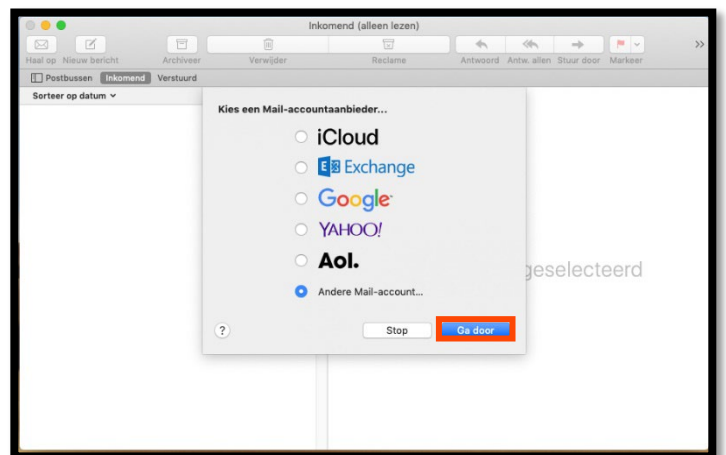 Inkomend (alleen lezen)
Haal op Nieuw bericht Archiveer Verwijder Reclame Antwoord Antw. allen Stuur door Markeer
Postbussen Inkomend Verstuurd
Sorteer op datum
Kies een Mail-accountaanbieder...
iCloud
Exchange
Google
YAHOO!
Aol.
geselecteerd
Andere Mail-account...
? Stop Ga door